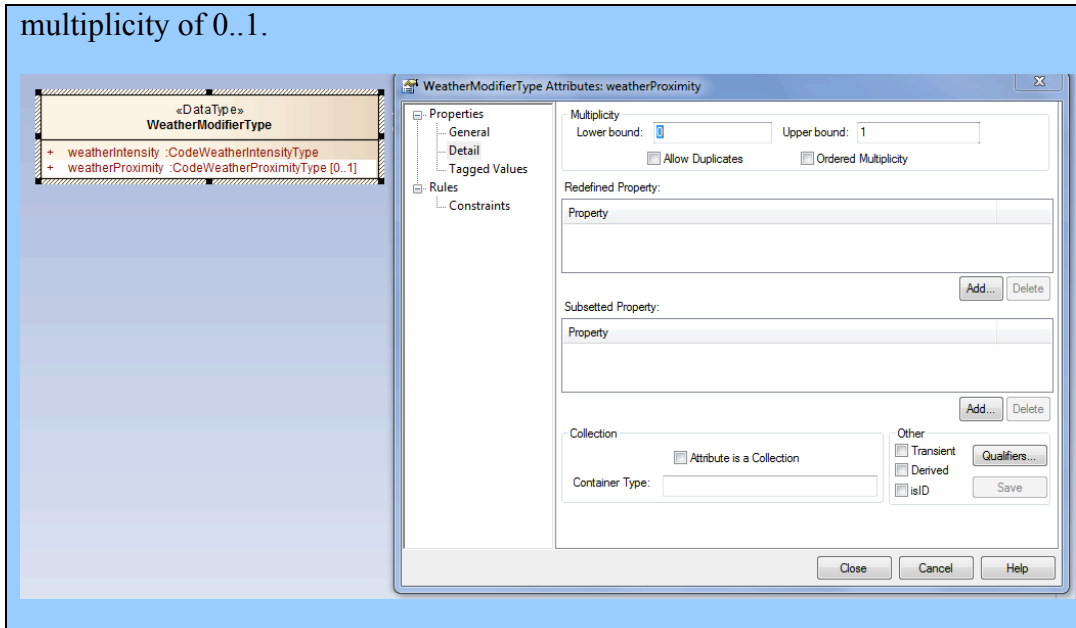 multiplicity of 0..1.
«DataType»
WeatherModifierType
+ weatherIntensity :CodeWeatherIntensityType
+ weatherProximity :CodeWeatherProximityType [0..1]
WeatherModifierType Attributes: weatherProximity
Properties
General
Detail
Tagged Values
Rules
Constraints
Multiplicity
Lower bound: 0 Upper bound: 1
Allow Duplicates Ordered Multiplicity
Redefined Property:
Property
Add... Delete
Subsetted Property:
Property
Add... Delete
Collection
Attribute is a Collection
Container Type:
Other
Transient
Derived
isID
Qualifiers...
Save
Close Cancel Help